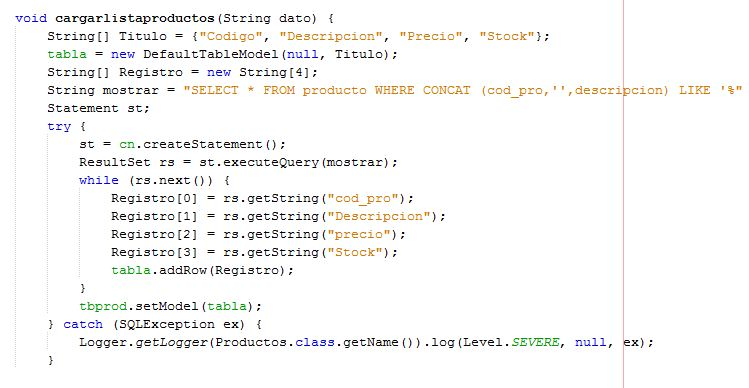 void cargarlistaproductos(String dato) {
String[] Titulo = {"Codigo", "Descripcion", "Precio", "Stock"};
tabla = new DefaultTableModel(null, Titulo);
String[] Registro = new String[4];
String mostrar = "SELECT * FROM producto WHERE CONCAT (cod_pro,'',descripcion) LIKE '%"
Statement st;
try {
st = cn.createStatement();
ResultSet rs = st.executeQuery(mostrar);
while (rs.next()) {
Registro[0] = rs.getString("cod_pro");
Registro[1] = rs.getString("Descripcion");
Registro[2] = rs.getString("precio");
Registro[3] = rs.getString("Stock");
tabla.addRow(Registro);
}
tbprod.setModel(tabla);
} catch (SQLException ex) {
Logger.getLogger(Productos.class.getName()).log(Level.SEVERE, null, ex);
}